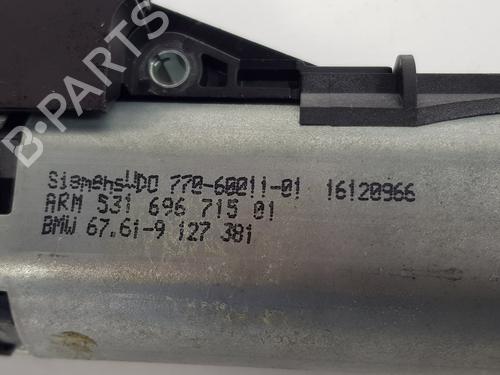 B-PARTS
SiemensVDO 770-60011-01 16120966
ARM 531 696 715 01
BMW 67.61-9 127 381